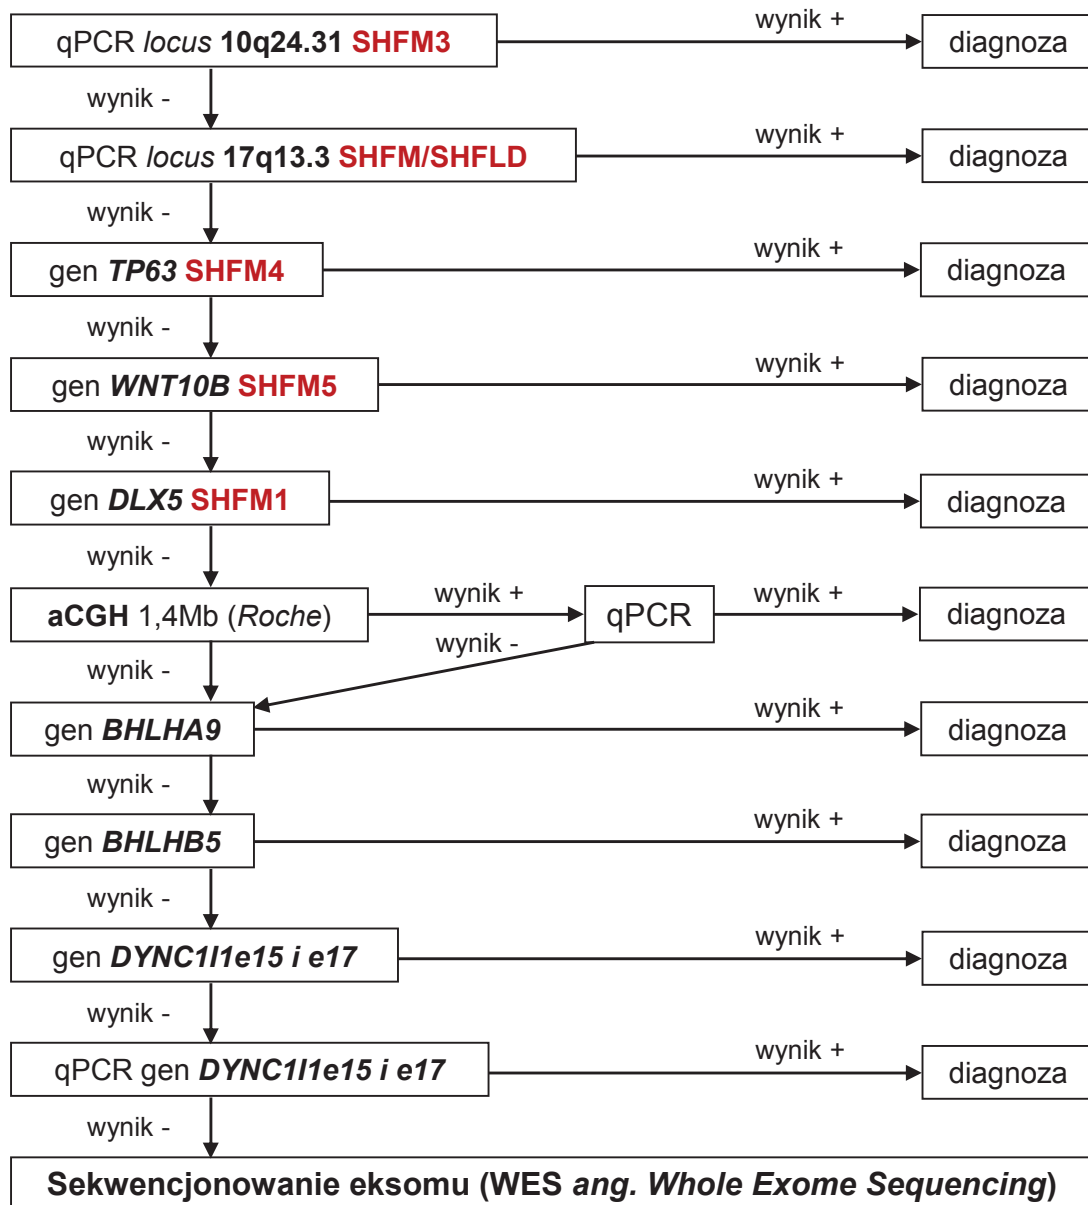 wynik +
qPCR locus 10q24.31 SHFM3
diagnoza
wynik -
wynik +
qPCR locus 17q13.3 SHFM/SHFLD
diagnoza
wynik -
wynik +
gen TP63 SHFM4
diagnoza
wynik -
wynik +
gen WNT10B SHFM5
diagnoza
wynik -
wynik +
gen DLX5 SHFM1
diagnoza
wynik -
wynik +
wynik +
aCGH 1,4Mb (Roche)
qPCR
diagnoza
wynik -
wynik -
wynik +
gen BHLHA9
diagnoza
wynik -
wynik +
gen BHLHB5
diagnoza
wynik -
wynik +
gen DYNC1I1e15 i e17
diagnoza
wynik -
wynik +
qPCR gen DYNC1I1e15 i e17
diagnoza
wynik -
Sekwencjonowanie eksomu (WES ang. Whole Exome Sequencing)